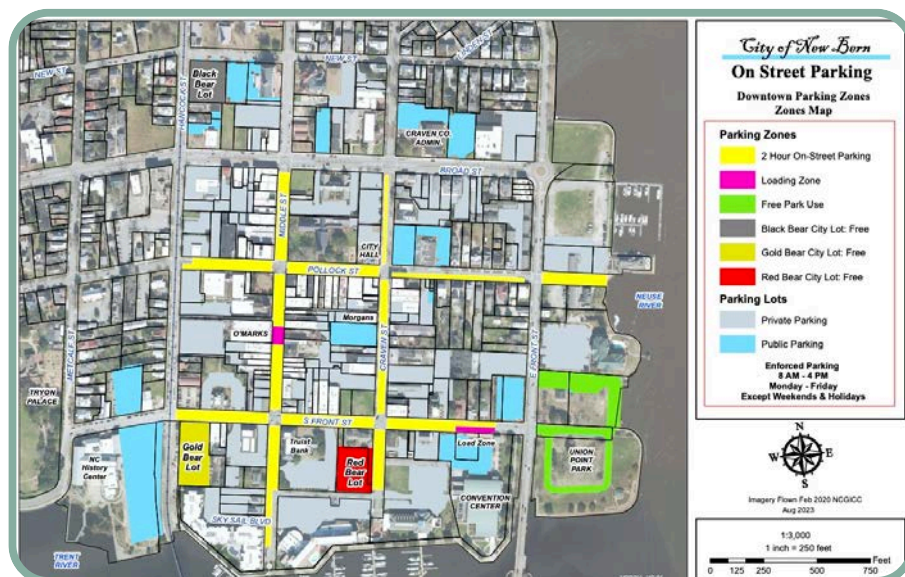 City of New Bern
On Street Parking
Downtown Parking Zones
Zones Map
Parking Zones
2 Hour On-Street Parking
Loading Zone
Free Park Use
Black Bear City Lot: Free
Gold Bear City Lot: Free
Red Bear City Lot: Free
Parking Lots
Private Parking
Public Parking
Enforced Parking
8 AM - 4 PM
Monday - Friday
Except Weekends & Holidays
N
W E
S
Imagery Flown Feb 2020 NCGICC
Aug 2023
1:3,000
1 inch = 250 feet
Feet
0 125 250 500 750
NEW ST
NEW ST
Black
Bear
Lot
HANCOCK ST
CRAVEN CO.
ADMIN.
BROAD ST
MIDDLE ST
CITY
HALL
POLLOCK ST
NEUSE
RIVER
Morgans
O'MARKS
CRAVEN ST
METCALF ST
E FRONT ST
TRYON
PALACE
S FRONT ST
Load Zone
Gold
Bear
Lot
Truist
Bank
Red
Bear
Lot
NC
History
Center
UNION
POINT
PARK
CONVENTION
CENTER
SKY SAIL BLVD
TRENT
RIVER